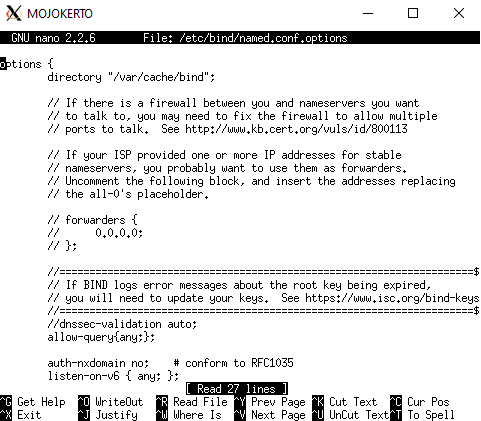 MOJOKERTO
GNU nano 2.2.6 File: /etc/bind/named.conf.options
options {
directory "/var/cache/bind";
// If there is a firewall between you and nameservers you want
// to talk to, you may need to fix the firewall to allow multiple
// ports to talk. See http://www.kb.cert.org/vuls/id/800113
// If your ISP provided one or more IP addresses for stable
// nameservers, you probably want to use them as forwarders.
// Uncomment the following block, and insert the addresses replacing
// the all-0's placeholder.
// forwarders {
// 0.0.0.0;
// };
//=====================================================================$
// If BIND logs error messages about the root key being expired,
// you will need to update your keys. See https://www.isc.org/bind-keys
//=====================================================================$
//dnssec-validation auto;
allow-query{any;};
auth-nxdomain no; # conform to RFC1035
listen-on-v6 { any; };
[ Read 27 lines ]
^G Get Help ^O WriteOut ^R Read File ^Y Prev Page ^K Cut Text ^C Cur Pos
^X Exit ^J Justify ^W Where Is ^V Next Page ^U UnCut Text ^T To Spell